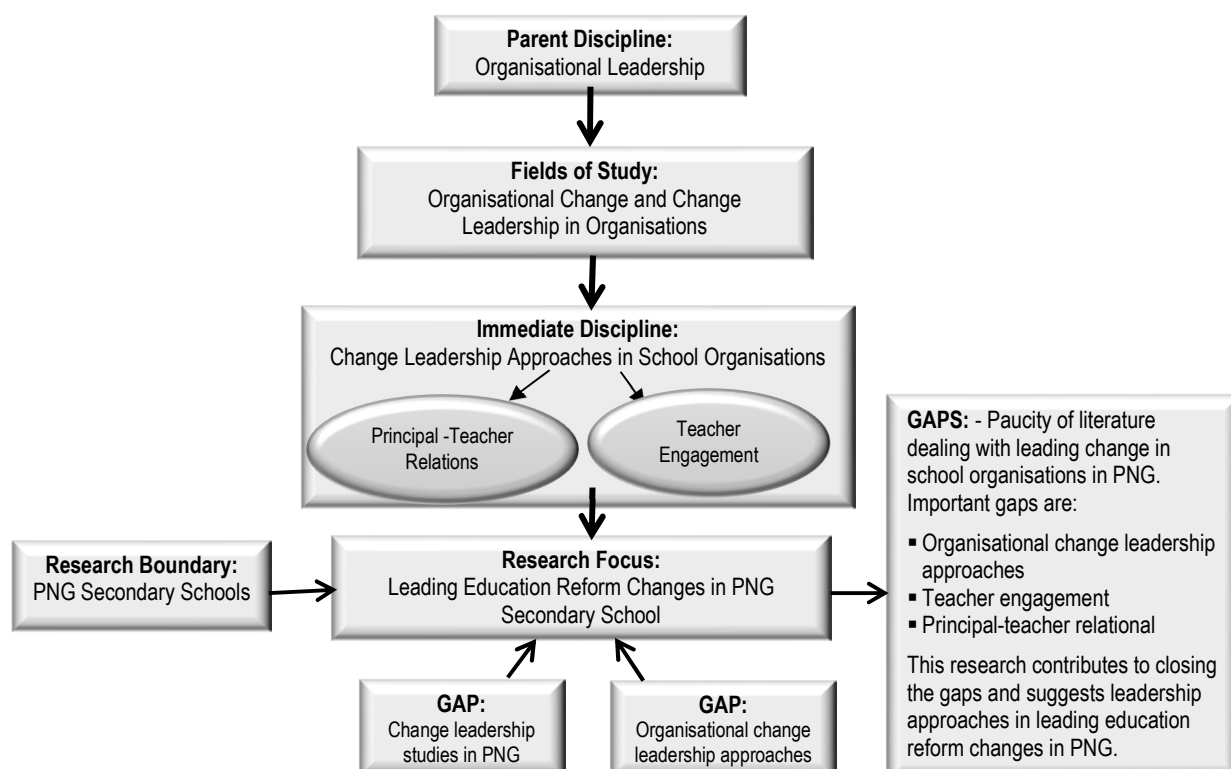 Parent Discipline:
Organisational Leadership
Fields of Study:
Organisational Change and Change
Leadership in Organisations
Immediate Discipline:
Change Leadership Approaches in School Organisations
Principal -Teacher
Relations
Teacher
Engagement
Research Boundary:
PNG Secondary Schools
Research Focus:
Leading Education Reform Changes in PNG
Secondary School
GAP:
Change leadership
studies in PNG
GAP:
Organisational change
leadership approaches
GAPS: - Paucity of literature
dealing with leading change in
school organisations in PNG.
Important gaps are:
▪ Organisational change leadership
approaches
▪ Teacher engagement
▪ Principal-teacher relational
This research contributes to closing
the gaps and suggests leadership
approaches in leading education
reform changes in PNG.